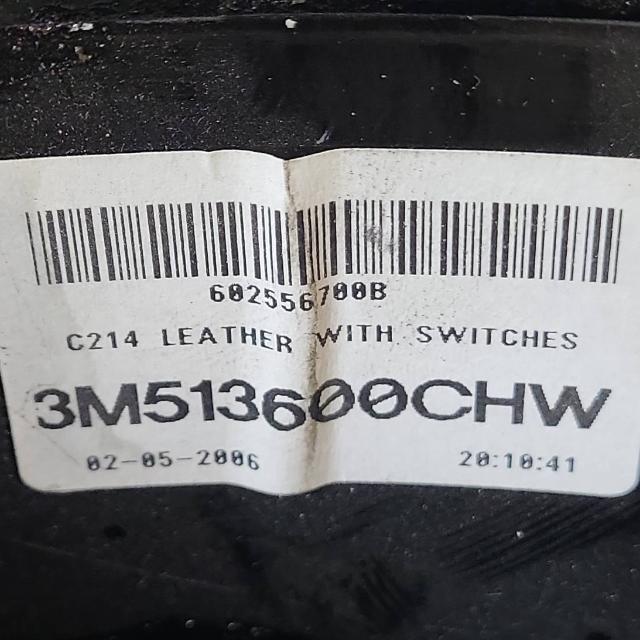 602556700B
C214 LEATHER WITH SWITCHES
3M513600CHW
02-05-2006 20:10:41